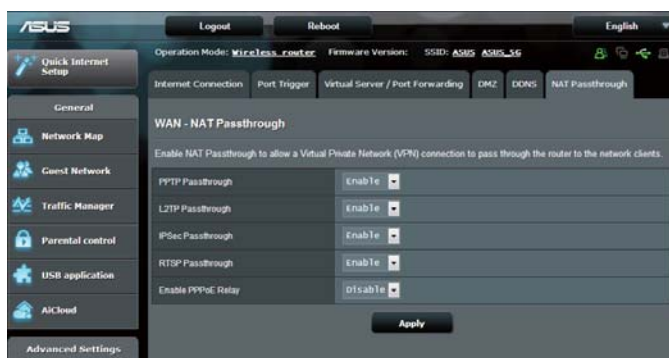 ASUS
Logout
Reboot
English
Quick Internet Setup
Operation Mode: Wireless router Firmware Version: SSID: ASUS ASUS_5G
Internet Connection
Port Trigger
Virtual Server / Port Forwarding
DMZ
DDNS
NAT Passthrough
General
Network Map
Guest Network
Traffic Manager
Parental control
USB application
AiCloud
Advanced Settings
WAN - NAT Passthrough
Enable NAT Passthrough to allow a Virtual Private Network (VPN) connection to pass through the router to the network clients.
PPTP Passthrough Enable
L2TP Passthrough Enable
IPSec Passthrough Enable
RTSP Passthrough Enable
Enable PPPoE Relay Disable
Apply